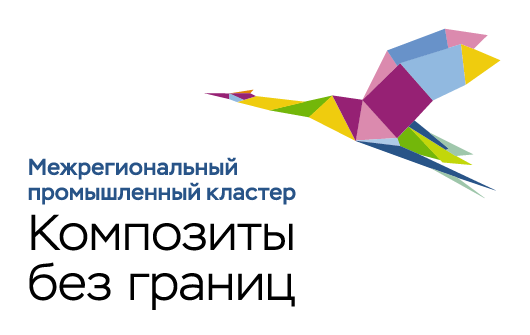 Межрегиональный
промышленный кластер
Композиты
без границ